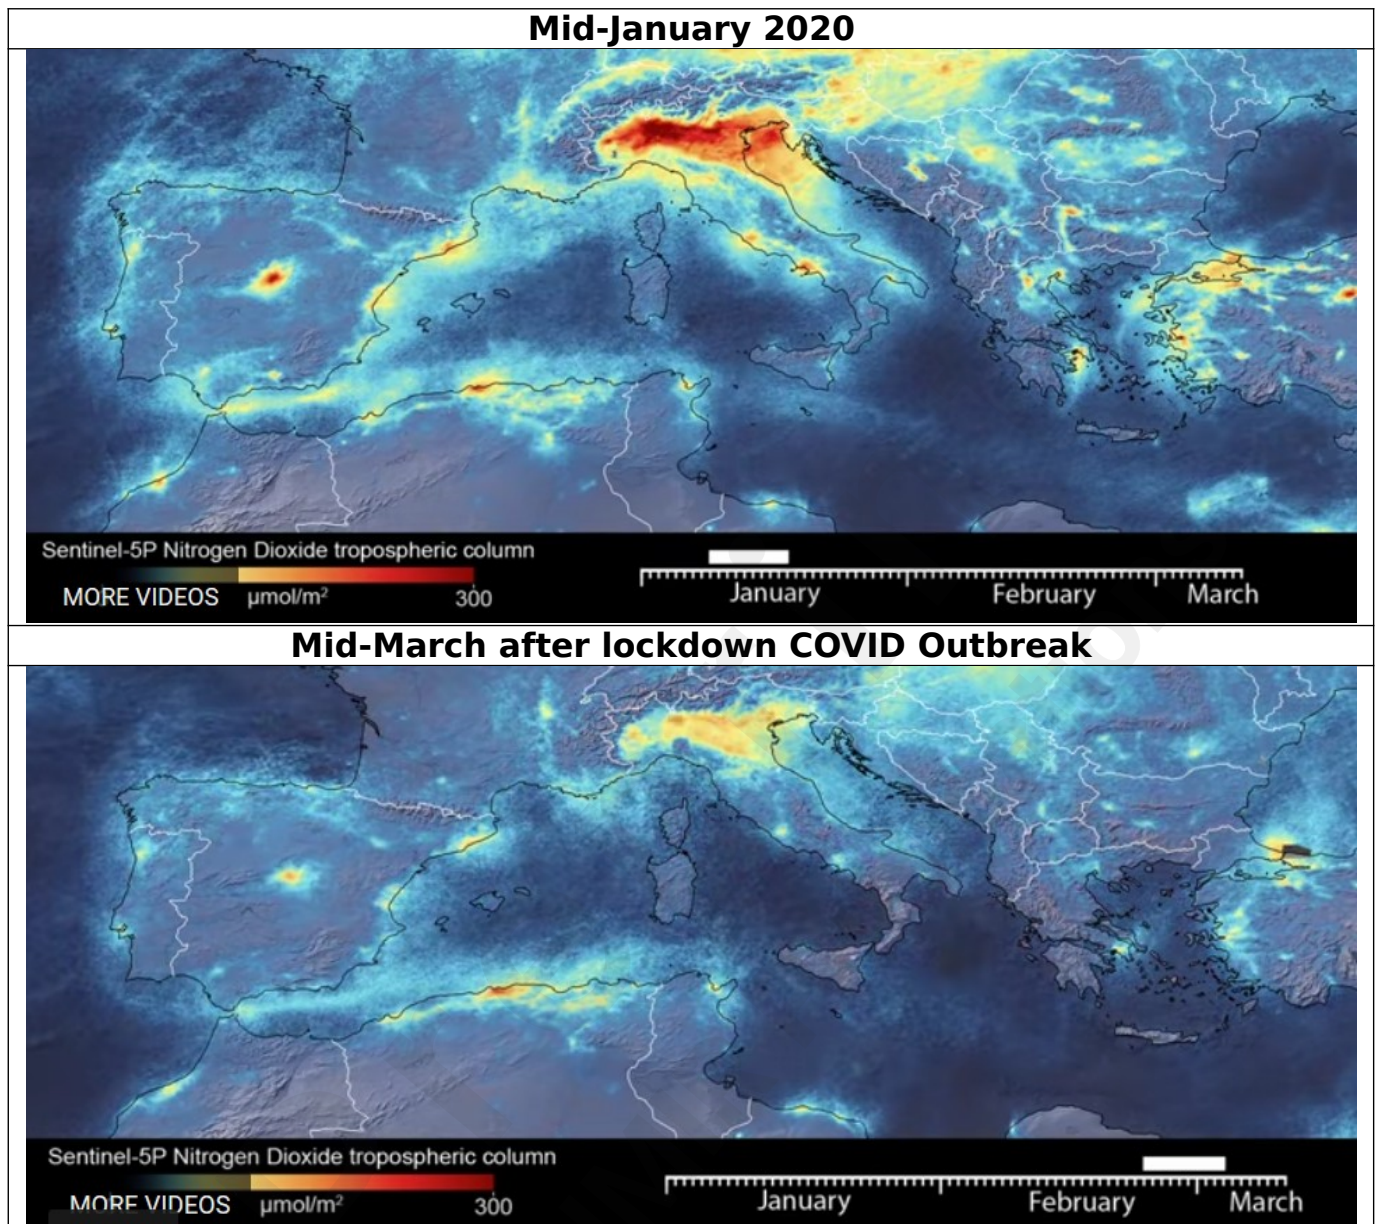 Mid-January 2020
Sentinel-5P Nitrogen Dioxide tropospheric column
MORE VIDEOS µmol/m² 300
January February March
Mid-March after lockdown COVID Outbreak
Sentinel-5P Nitrogen Dioxide tropospheric column
MORE VIDEOS µmol/m² 300
January February March